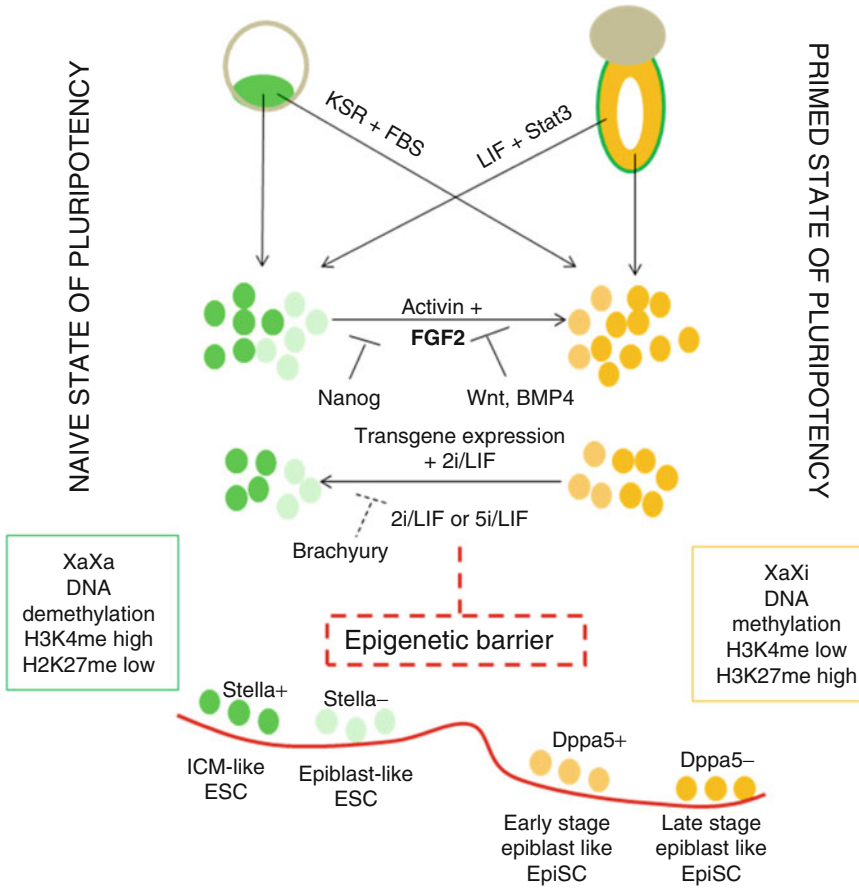 NAIVE STATE OF PLURIPOTENCY
PRIMED STATE OF PLURIPOTENCY
KSR + FBS
LIF + Stat3
Activin +
FGF2
Nanog
Wnt, BMP4
Transgene expression
+ 2i/LIF
2i/LIF or 5i/LIF
Brachyury
XaXa
DNA
demethylation
H3K4me high
H2K27me low
XaXi
DNA
methylation
H3K4me low
H3K27me high
Epigenetic barrier
Stella+
Stella–
Dppa5+
Dppa5–
ICM-like
ESC
Epiblast-like
ESC
Early stage
epiblast like
EpiSC
Late stage
epiblast like
EpiSC